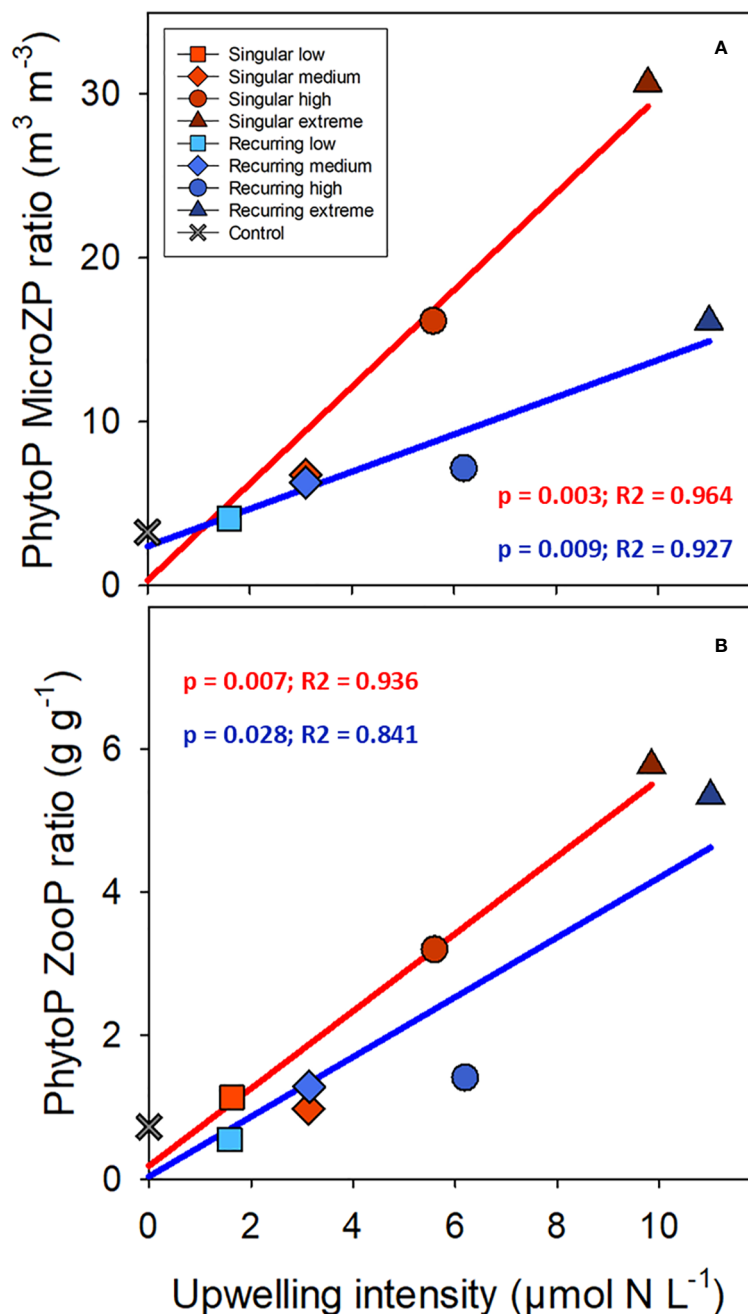 A
Singular low
Singular medium
Singular high
Singular extreme
Recurring low
Recurring medium
Recurring high
Recurring extreme
Control
PhytoP MicroZP ratio (m³ m⁻³)
30
20
10
0
p = 0.003; R2 = 0.964
p = 0.009; R2 = 0.927
B
p = 0.007; R2 = 0.936
p = 0.028; R2 = 0.841
PhytoP ZooP ratio (g g⁻¹)
6
4
2
0
0 2 4 6 8 10
Upwelling intensity (µmol N L⁻¹)